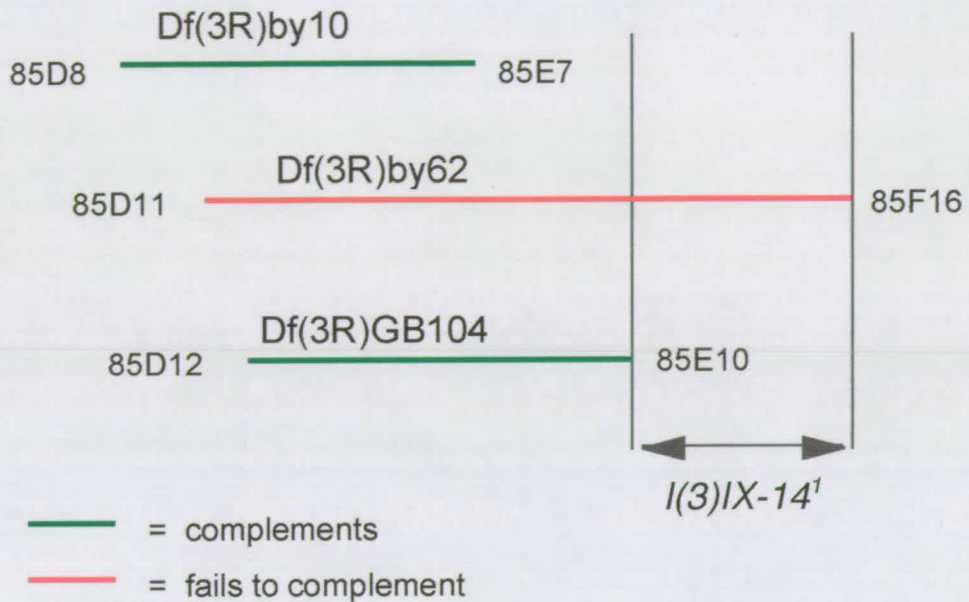 Df(3R)by10
85D8 85E7
Df(3R)by62
85D11 85F16
Df(3R)GB104
85D12 85E10
l(3)IX-14¹
= complements
= fails to complement